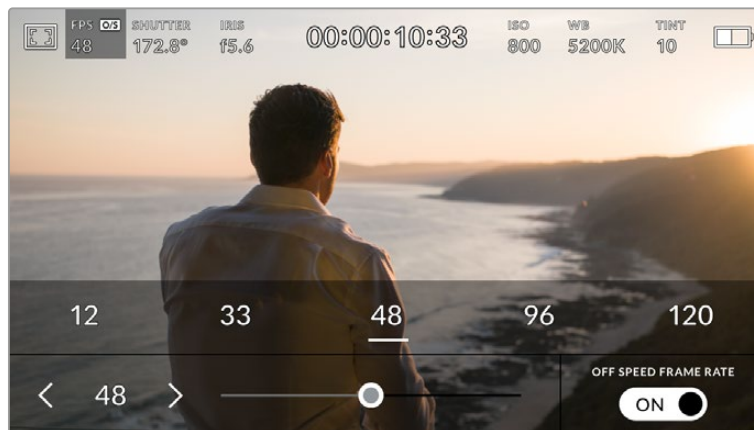 FPS O/S SHUTTER IRIS 00:00:10:33 ISO WB TINT
48 172.8° f5.6 800 5200K 10
12 33 48 96 120
OFF SPEED FRAME RATE
48 ON